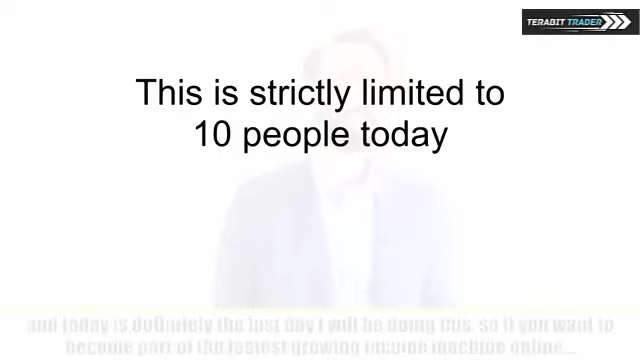 TERABIT TRADER
This is strictly limited to
10 people today
and today is definitely the last day I will be doing this, so if you want to
become part of the fastest growing income machine online...